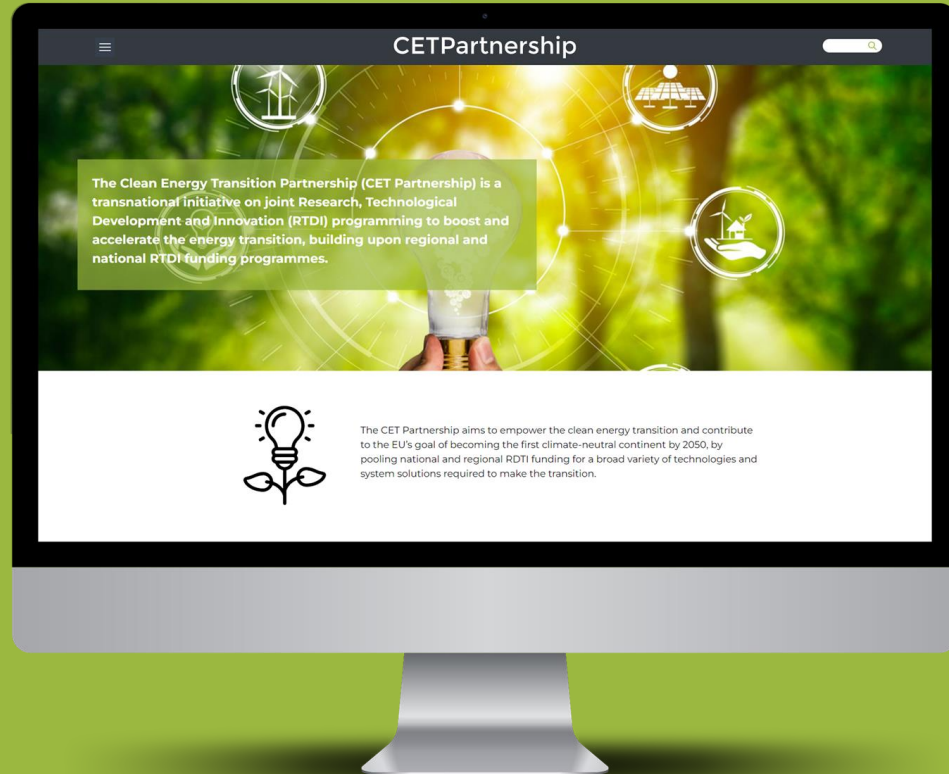 CETPartnership
The Clean Energy Transition Partnership (CET Partnership) is a
transnational initiative on joint Research, Technological
Development and Innovation (RTDI) programming to boost and
accelerate the energy transition, building upon regional and
national RTDI funding programmes.
The CET Partnership aims to empower the clean energy transition and contribute
to the EU's goal of becoming the first climate-neutral continent by 2050, by
pooling national and regional RDTI funding for a broad variety of technologies and
system solutions required to make the transition.